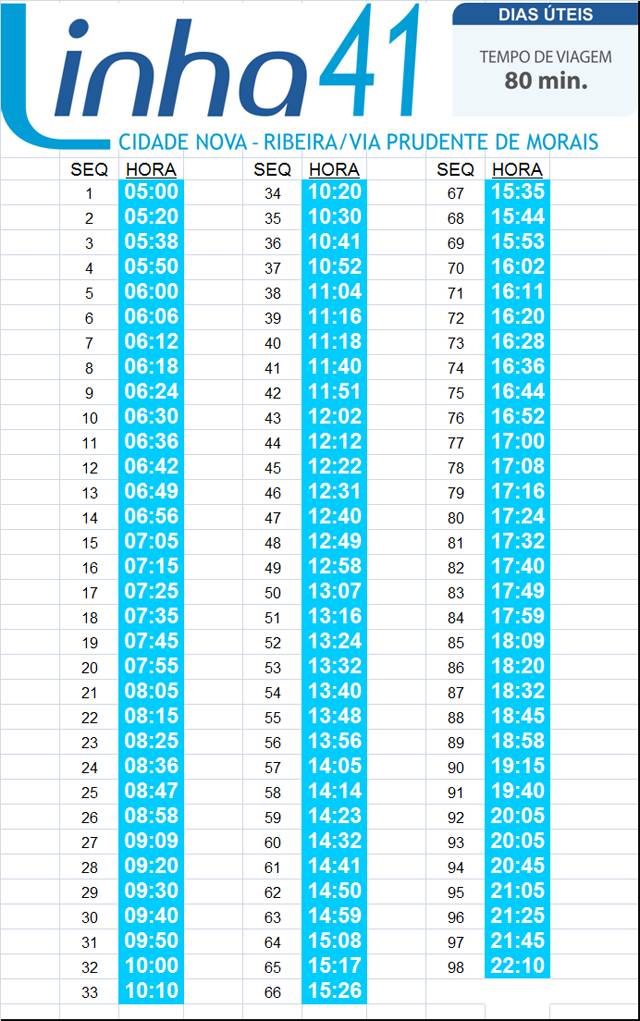 Linha 41
DIAS ÚTEIS
TEMPO DE VIAGEM
80 min.
CIDADE NOVA - RIBEIRA/VIA PRUDENTE DE MORAIS
SEQ HORA SEQ HORA SEQ HORA
1 05:00 34 10:20 67 15:35
2 05:20 35 10:30 68 15:44
3 05:38 36 10:41 69 15:53
4 05:50 37 10:52 70 16:02
5 06:00 38 11:04 71 16:11
6 06:06 39 11:16 72 16:20
7 06:12 40 11:18 73 16:28
8 06:18 41 11:40 74 16:36
9 06:24 42 11:51 75 16:44
10 06:30 43 12:02 76 16:52
11 06:36 44 12:12 77 17:00
12 06:42 45 12:22 78 17:08
13 06:49 46 12:31 79 17:16
14 06:56 47 12:40 80 17:24
15 07:05 48 12:49 81 17:32
16 07:15 49 12:58 82 17:40
17 07:25 50 13:07 83 17:49
18 07:35 51 13:16 84 17:59
19 07:45 52 13:24 85 18:09
20 07:55 53 13:32 86 18:20
21 08:05 54 13:40 87 18:32
22 08:15 55 13:48 88 18:45
23 08:25 56 13:56 89 18:58
24 08:36 57 14:05 90 19:15
25 08:47 58 14:14 91 19:40
26 08:58 59 14:23 92 20:05
27 09:09 60 14:32 93 20:05
28 09:20 61 14:41 94 20:45
29 09:30 62 14:50 95 21:05
30 09:40 63 14:59 96 21:25
31 09:50 64 15:08 97 21:45
32 10:00 65 15:17 98 22:10
33 10:10 66 15:26